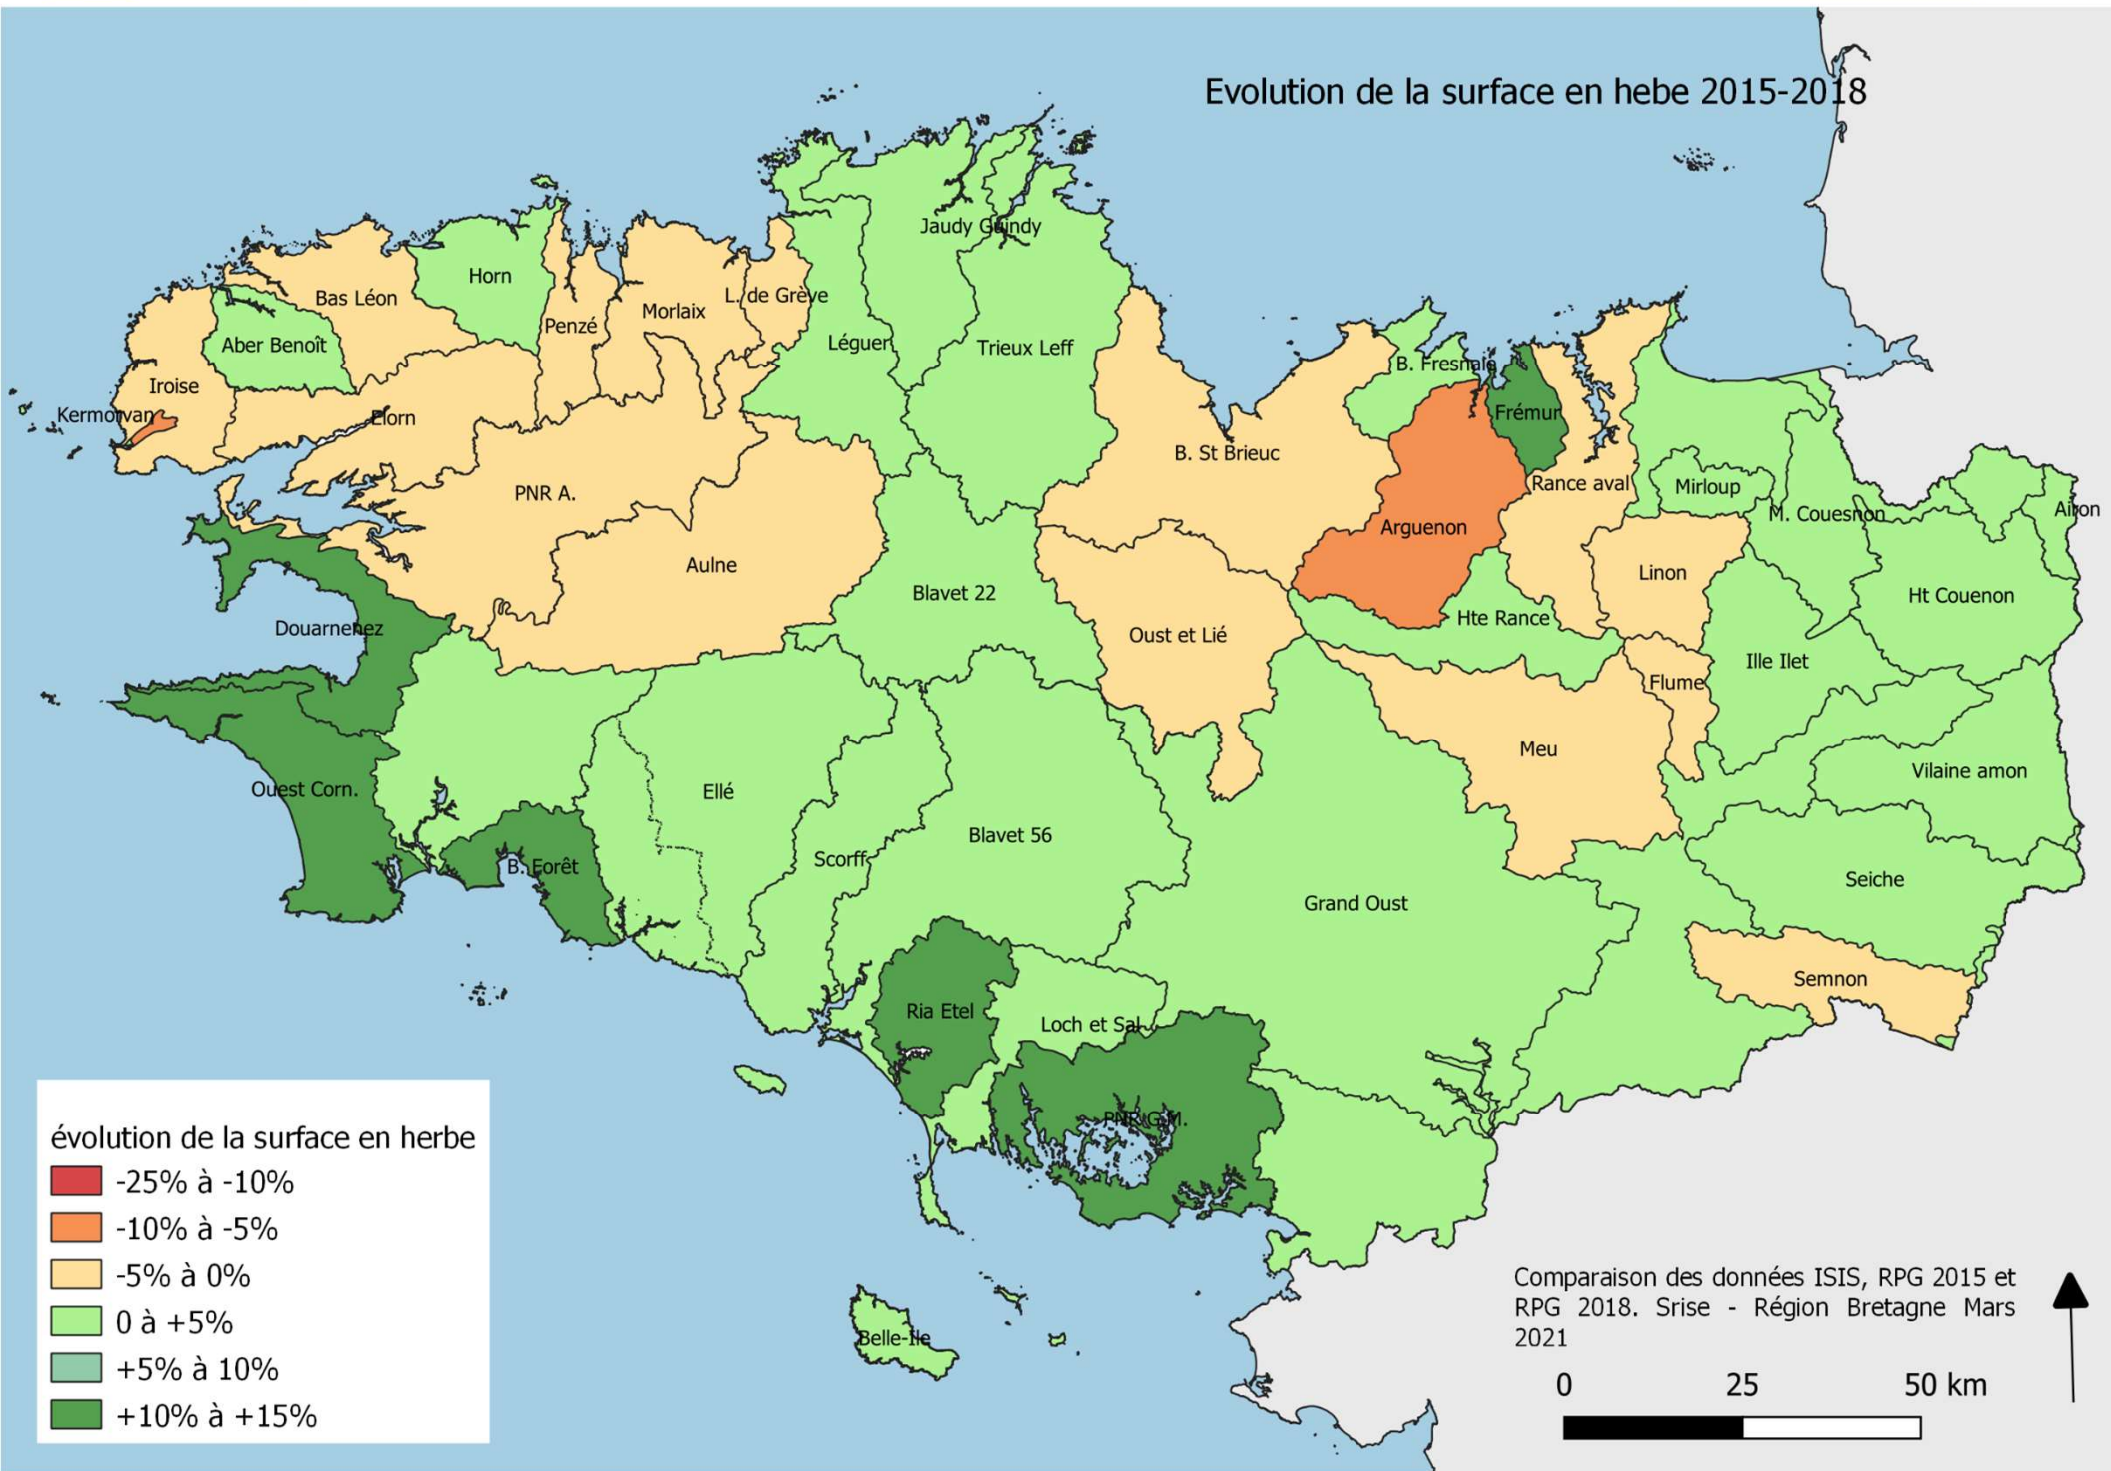 Evolution de la surface en hebe 2015-2018
Jaudy Guindy
Horn
Bas Léon
L. de Grève
Morlaix
Penzé
Aber Benoît
Léguer
Trieux Leff
B. Fresnaie
Iroise
Kermorvan
Elorn
Frémur
B. St Brieuc
Rance aval
Mirloup
PNR A.
M. Couesnon
Airon
Arguenon
Aulne
Linon
Blavet 22
Ht Couenon
Hte Rance
Douarnenez
Oust et Lié
Ille Ilet
Flume
Meu
Vilaine amon
Ouest Corn.
Ellé
Blavet 56
Scorff
B. Forêt
Seiche
Grand Oust
Semnon
Ria Etel
Loch et Sal
PNR G.M.
Belle-Ile
évolution de la surface en herbe
-25% à -10%
-10% à -5%
-5% à 0%
0 à +5%
+5% à 10%
+10% à +15%
Comparaison des données ISIS, RPG 2015 et
RPG 2018. Srise - Région Bretagne Mars
2021
0 25 50 km